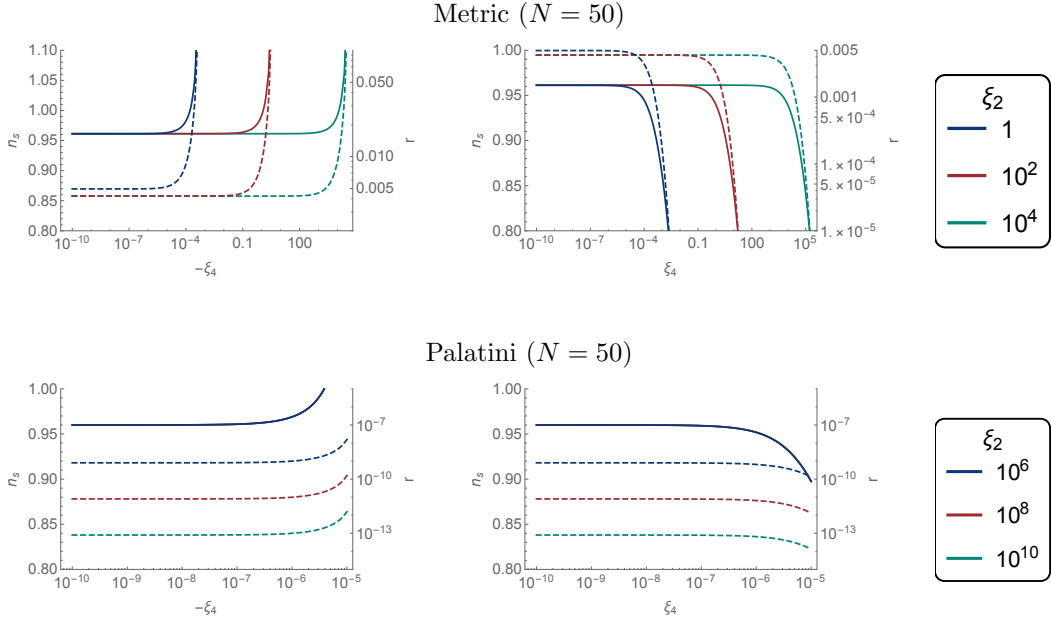 Metric (N = 50)
1.10
1.05
1.00
0.95
0.90
0.85
0.80
n_s
0.050
0.010
0.005
r
10^-10 10^-7 10^-4 0.1 100
-ξ_4
1.00
0.95
0.90
0.85
0.80
n_s
0.005
0.001
5.×10^-4
1.×10^-4
5.×10^-5
1.×10^-5
r
10^-10 10^-7 10^-4 0.1 100 10^5
ξ_4
ξ_2
1
10^2
10^4
Palatini (N = 50)
1.00
0.95
0.90
0.85
0.80
n_s
10^-7
10^-10
10^-13
r
10^-10 10^-9 10^-8 10^-7 10^-6 10^-5
-ξ_4
1.00
0.95
0.90
0.85
0.80
n_s
10^-7
10^-10
10^-13
r
10^-10 10^-9 10^-8 10^-7 10^-6 10^-5
ξ_4
ξ_2
10^6
10^8
10^10